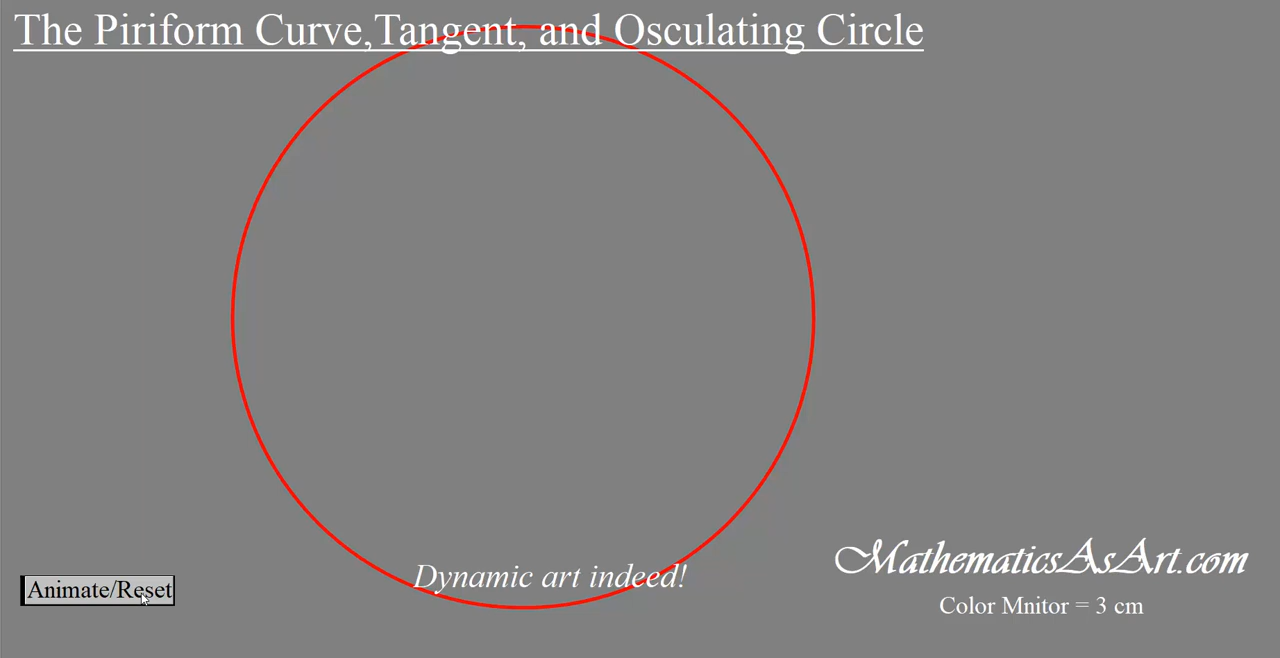 The Piriform Curve,Tangent, and Osculating Circle
Dynamic art indeed!
MathematicsAsArt.com
Animate/Reset
Color Mnitor = 3 cm